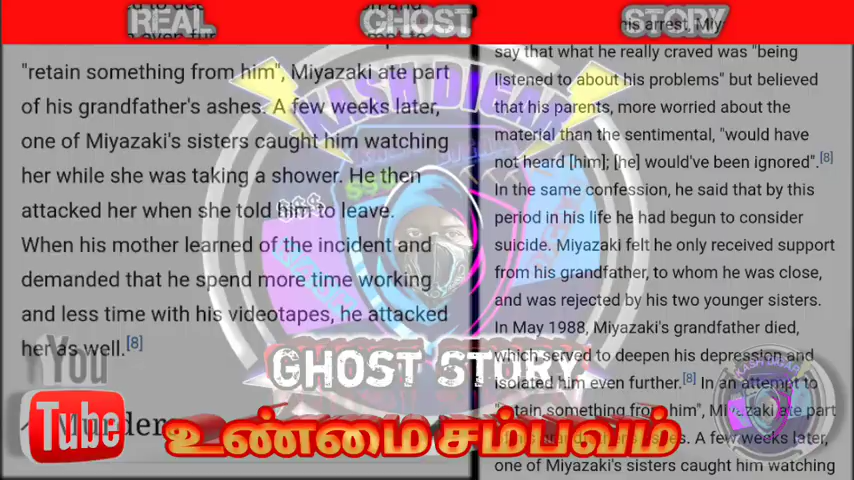 REAL GHOST STORY
"retain something from him", Miyazaki ate part
of his grandfather's ashes. A few weeks later,
one of Miyazaki's sisters caught him watching
her while she was taking a shower. He then
attacked her when she told him to leave.
When his mother learned of the incident and
demanded that he spend more time working
and less time with his videotapes, he attacked
her as well.[8]
Murder
his arrest,
say that what he really craved was "being
listened to about his problems" but believed
that his parents, more worried about the
material than the sentimental, "would have
not heard [him]; [he] would've been ignored".[8]
In the same confession, he said that by this
period in his life he had begun to consider
suicide. Miyazaki felt he only received support
from his grandfather, to whom he was close,
and was rejected by his two younger sisters.
In May 1988, Miyazaki's grandfather died,
which served to deepen his depression and
isolated him even further.[8] In an attempt to
"retain something from him", Miyazaki ate part
of his grandfather's ashes. A few weeks later,
one of Miyazaki's sisters caught him watching
KASH DIGAR
$$$
GHOST STORY
உண்மை சம்பவம்
You
Tube